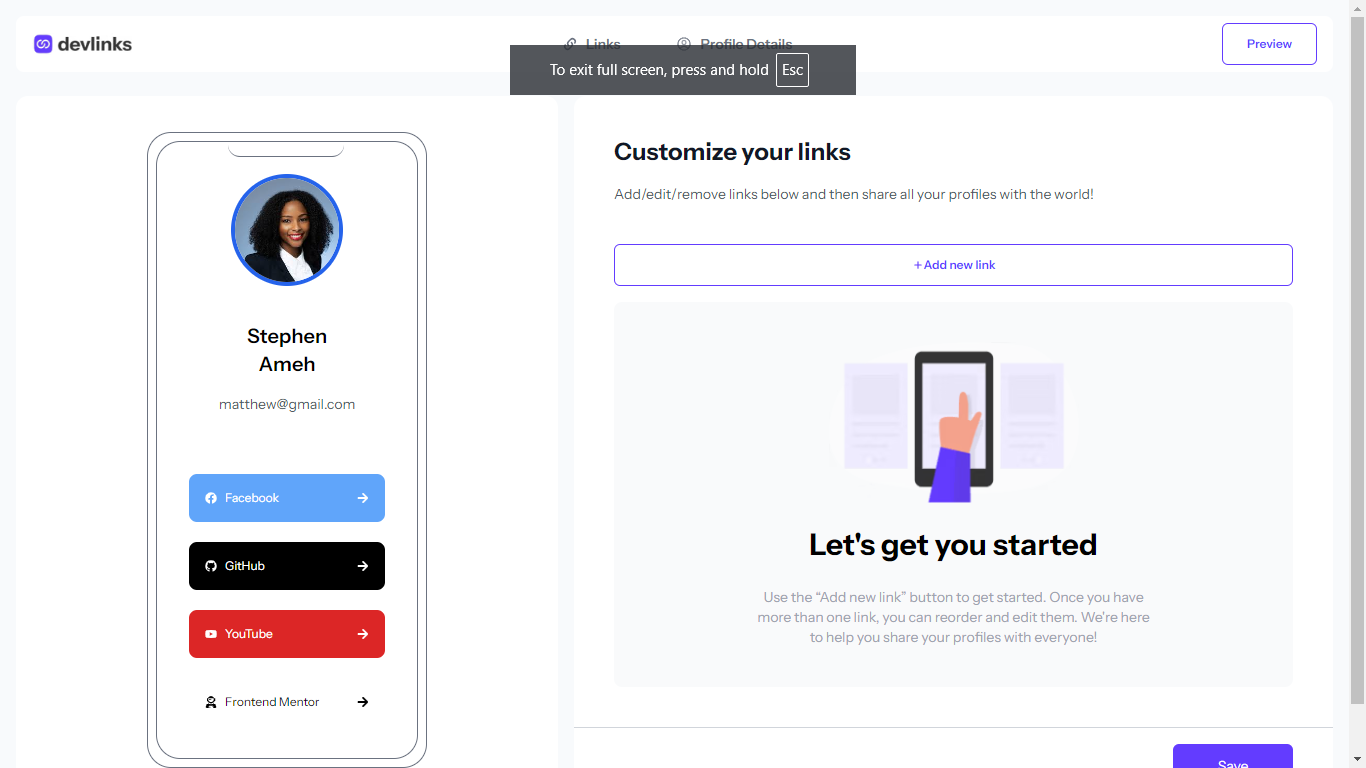 devlinks
Links
Profile Details
Preview
To exit full screen, press and hold Esc
Stephen
Ameh
matthew@gmail.com
Facebook
GitHub
YouTube
Frontend Mentor
Customize your links
Add/edit/remove links below and then share all your profiles with the world!
+ Add new link
Let's get you started
Use the “Add new link” button to get started. Once you have
more than one link, you can reorder and edit them. We're here
to help you share your profiles with everyone!
Save